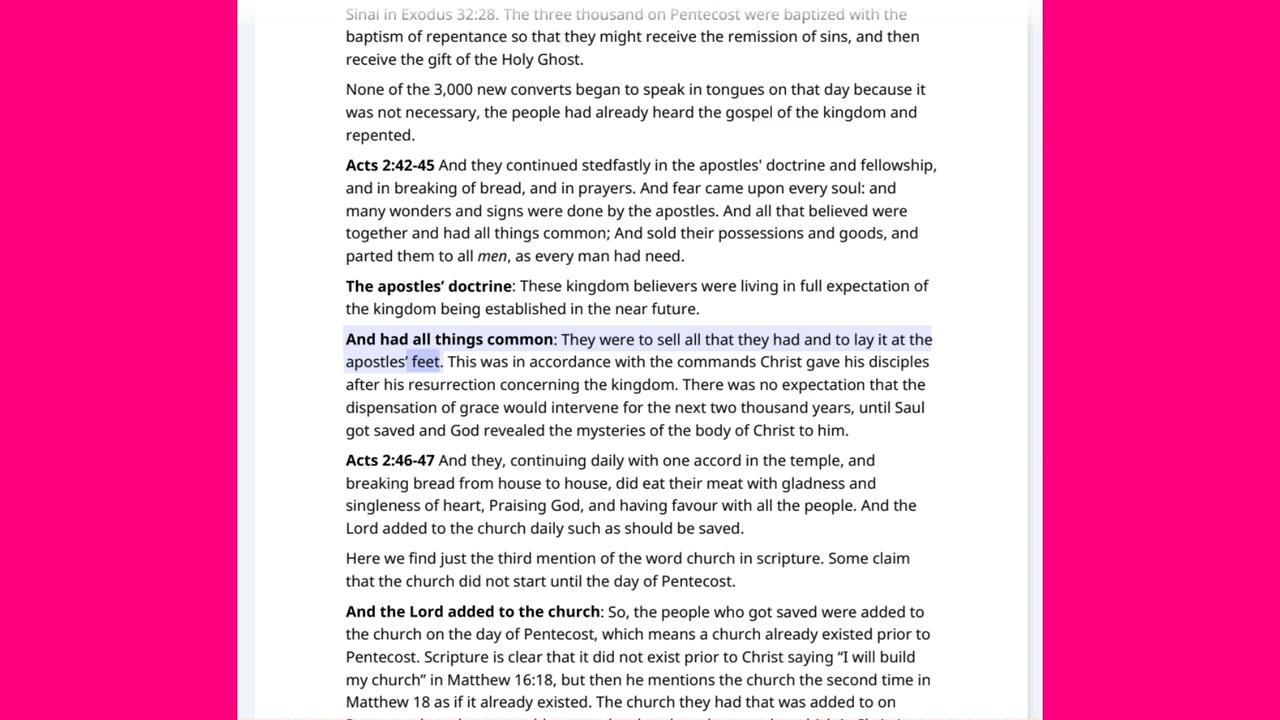 Sinai in Exodus 32:28. The three thousand on Pentecost were baptized with the
baptism of repentance so that they might receive the remission of sins, and then
receive the gift of the Holy Ghost.
None of the 3,000 new converts began to speak in tongues on that day because it
was not necessary, the people had already heard the gospel of the kingdom and
repented.
Acts 2:42-45 And they continued stedfastly in the apostles' doctrine and fellowship,
and in breaking of bread, and in prayers. And fear came upon every soul: and
many wonders and signs were done by the apostles. And all that believed were
together and had all things common; And sold their possessions and goods, and
parted them to all men, as every man had need.
The apostles’ doctrine: These kingdom believers were living in full expectation of
the kingdom being established in the near future.
And had all things common: They were to sell all that they had and to lay it at the
apostles’ feet. This was in accordance with the commands Christ gave his disciples
after his resurrection concerning the kingdom. There was no expectation that the
dispensation of grace would intervene for the next two thousand years, until Saul
got saved and God revealed the mysteries of the body of Christ to him.
Acts 2:46-47 And they, continuing daily with one accord in the temple, and
breaking bread from house to house, did eat their meat with gladness and
singleness of heart, Praising God, and having favour with all the people. And the
Lord added to the church daily such as should be saved.
Here we find just the third mention of the word church in scripture. Some claim
that the church did not start until the day of Pentecost.
And the Lord added to the church: So, the people who got saved were added to
the church on the day of Pentecost, which means a church already existed prior to
Pentecost. Scripture is clear that it did not exist prior to Christ saying “I will build
my church” in Matthew 16:18, but then he mentions the church the second time in
Matthew 18 as if it already existed. The church they had that was added to on